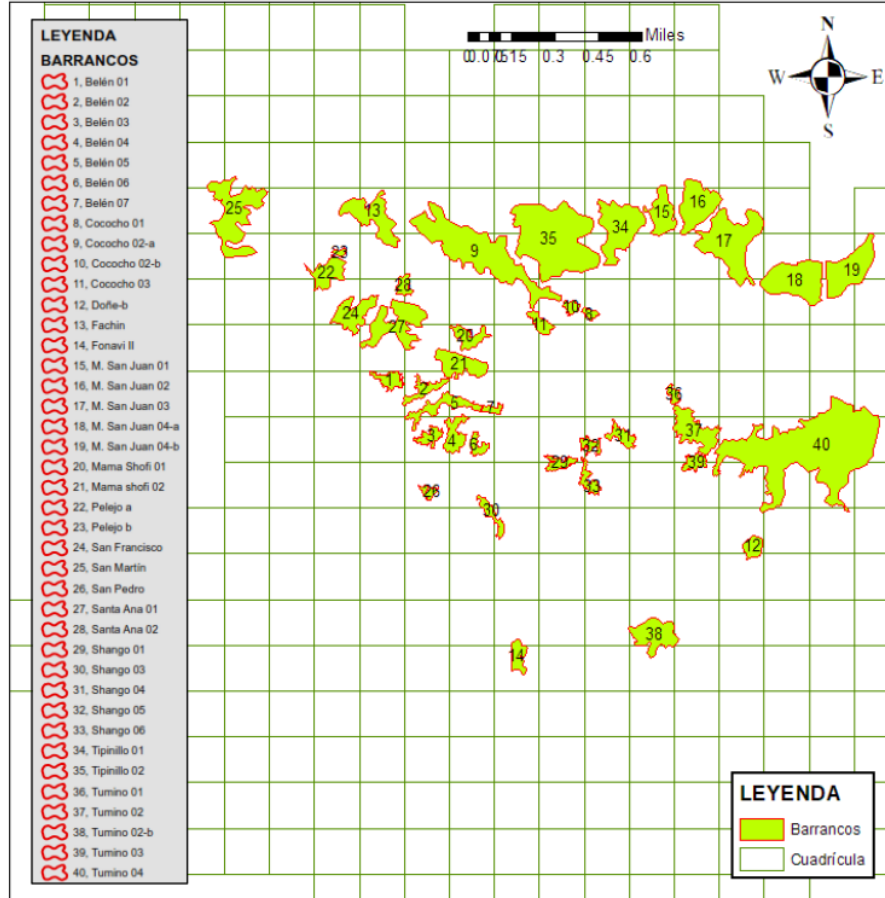 LEYENDA
BARRANCOS
1, Belén 01
2, Belén 02
3, Belén 03
4, Belén 04
5, Belén 05
6, Belén 06
7, Belén 07
8, Cococho 01
9, Cococho 02-a
10, Cococho 02-b
11, Cococho 03
12, Doñe-b
13, Fachin
14, Fonavi II
15, M. San Juan 01
16, M. San Juan 02
17, M. San Juan 03
18, M. San Juan 04-a
19, M. San Juan 04-b
20, Mama Shofi 01
21, Mama shofi 02
22, Pelejo a
23, Pelejo b
24, San Francisco
25, San Martín
26, San Pedro
27, Santa Ana 01
28, Santa Ana 02
29, Shango 01
30, Shango 03
31, Shango 04
32, Shango 05
33, Shango 06
34, Tipinillo 01
35, Tipinillo 02
36, Tumino 01
37, Tumino 02
38, Tumino 02-b
39, Tumino 03
40, Tumino 04
Miles
0.3 0.45 0.6
N
W E
S
25
13
9
35
34
15
16
17
18
19
23
22
28
24
27
10
8
11
20
21
1
2
5
7
3
4
6
36
37
31
32
29
39
40
33
26
30
12
38
14
LEYENDA
Barrancos
Cuadrícula